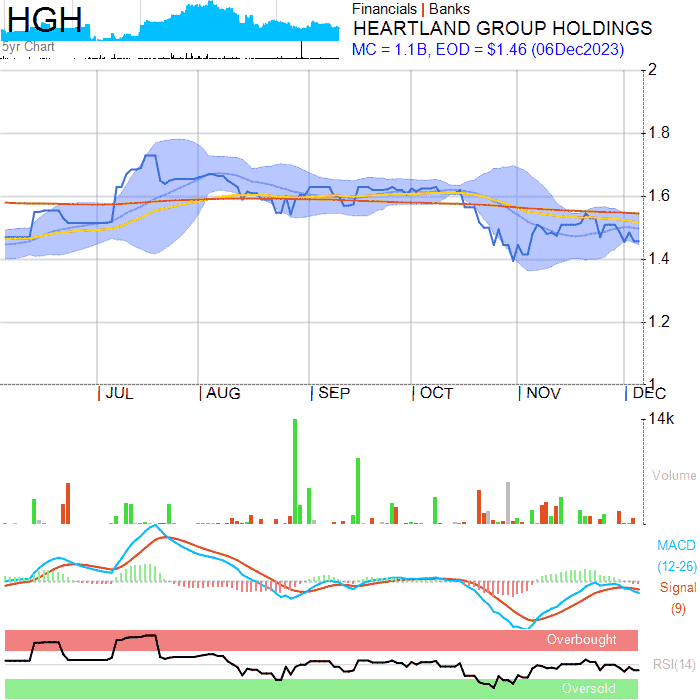 HGH
5yr Chart
Financials | Banks
HEARTLAND GROUP HOLDINGS
MC = 1.1B, EOD = $1.46 (06Dec2023)
2
1.8
1.6
1.4
1.2
1
JUL AUG SEP OCT NOV DEC
14k
Volume
MACD
(12-26)
Signal
(9)
Overbought
RSI(14)
Oversold